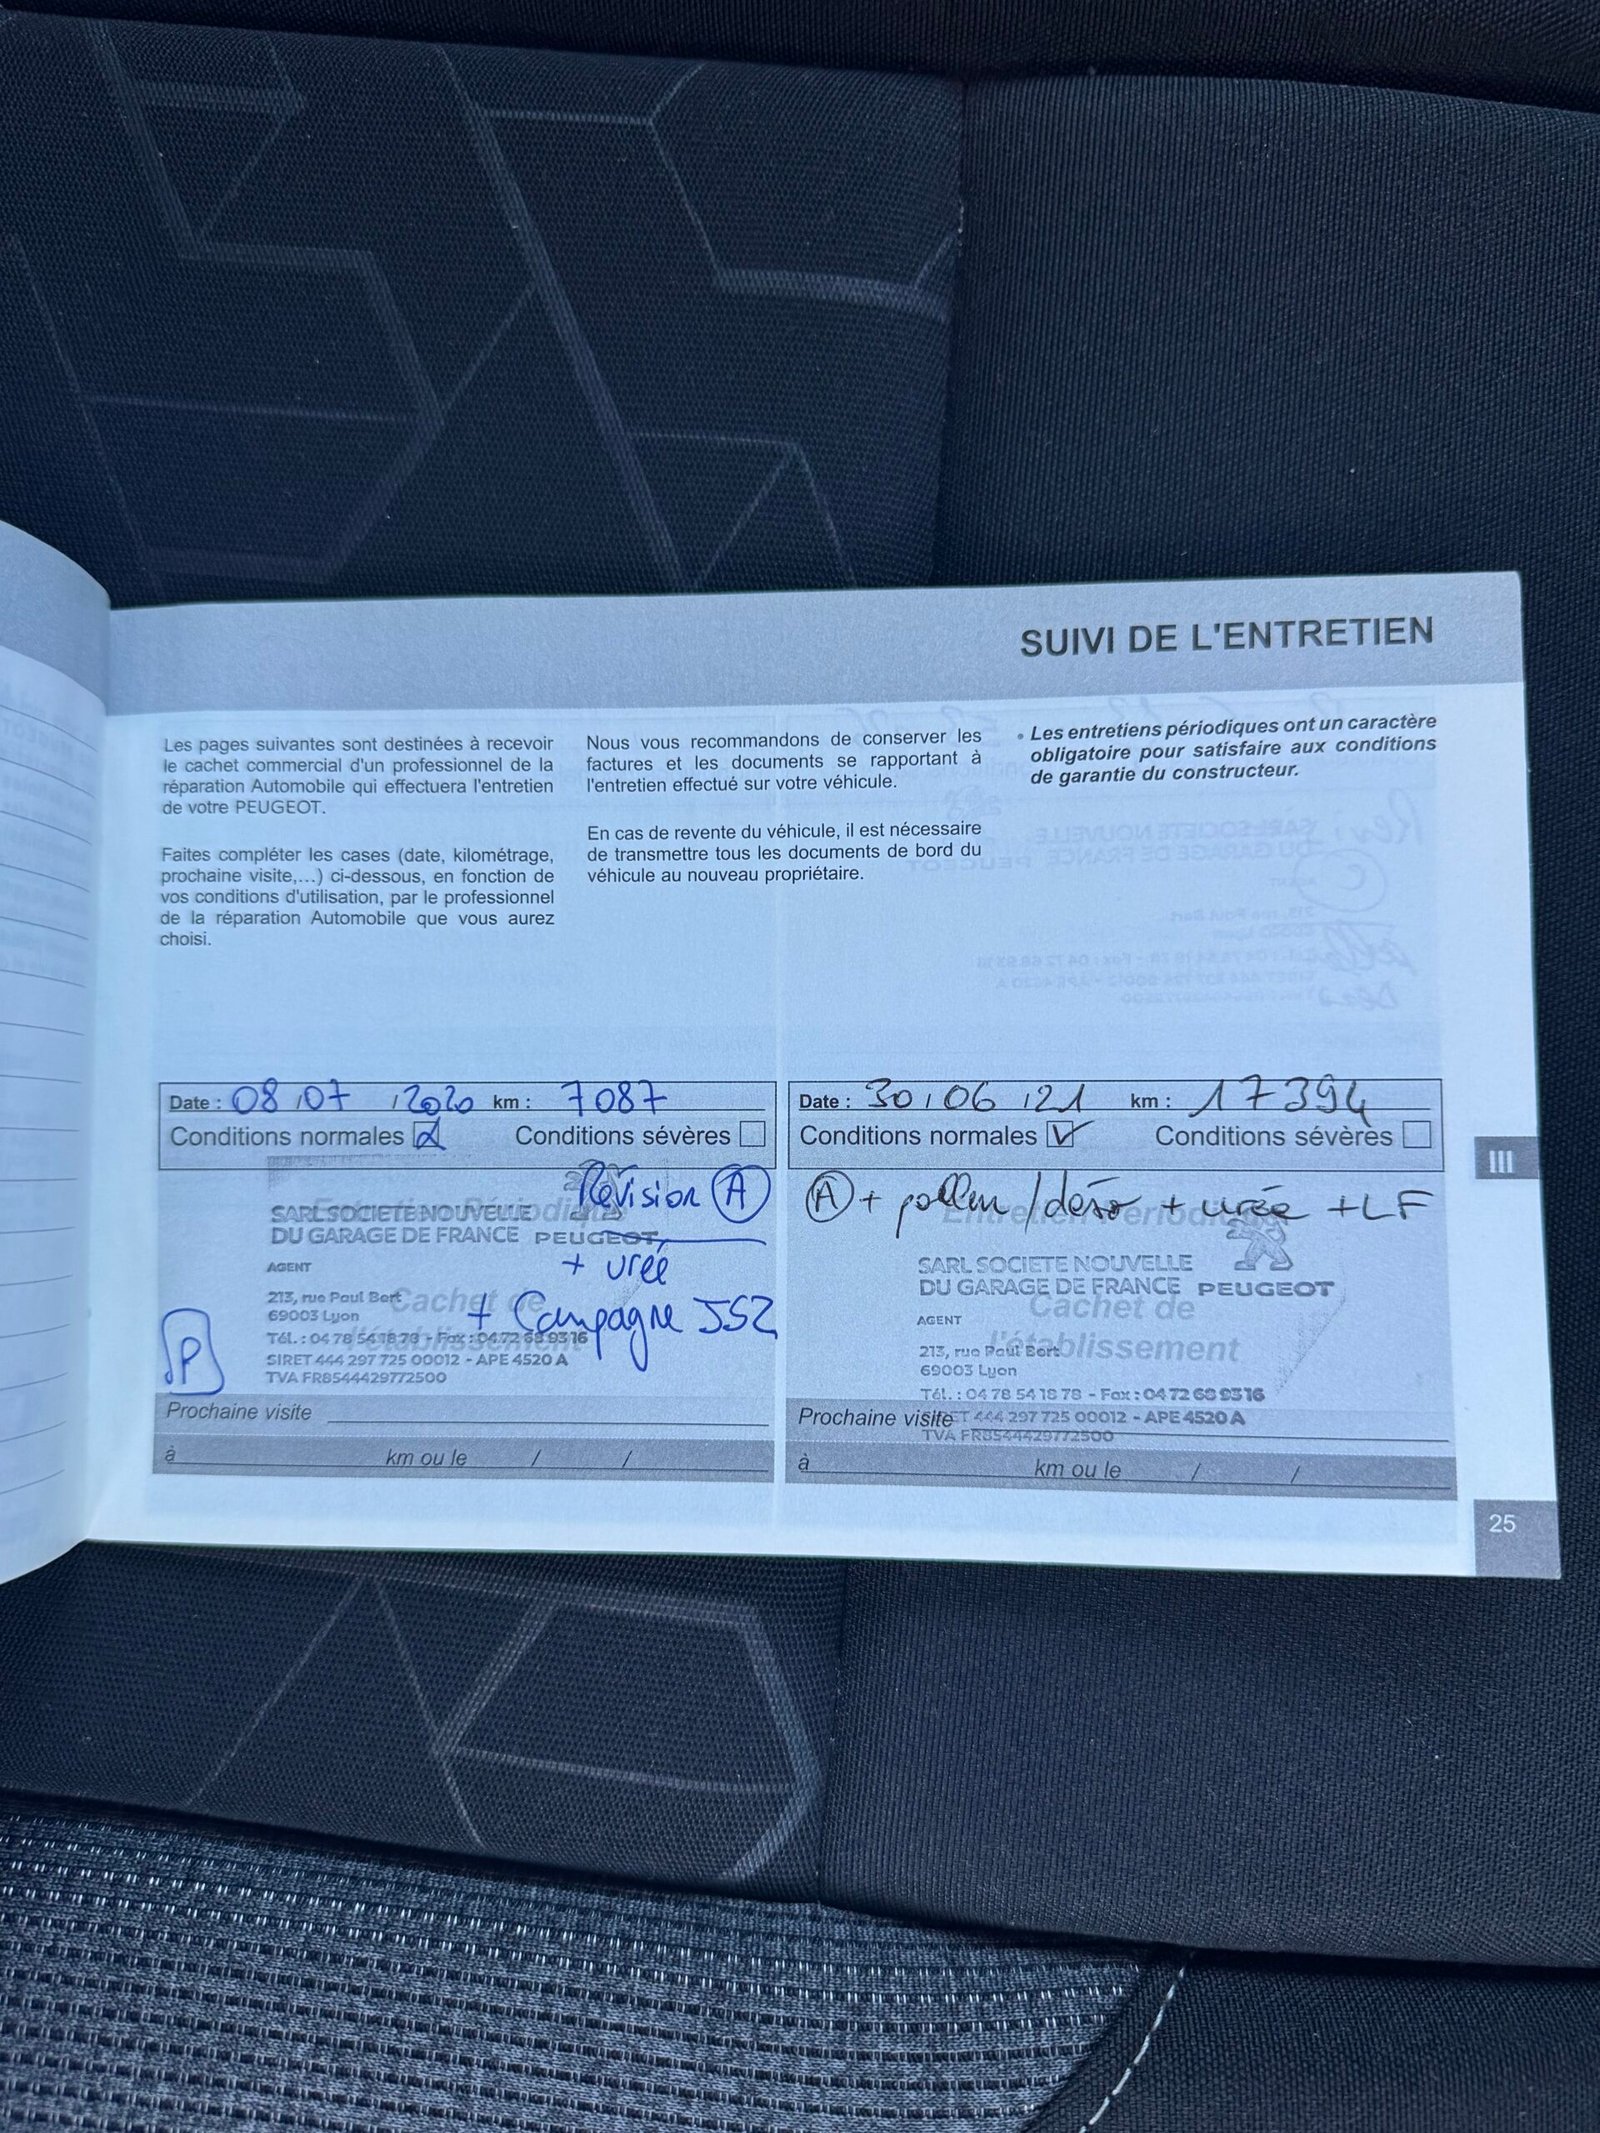 SUIVI DE L'ENTRETIEN
Les pages suivantes sont destinées à recevoir
le cachet commercial d'un professionnel de la
réparation Automobile qui effectuera l'entretien
de votre PEUGEOT.
Faites compléter les cases (date, kilométrage,
prochaine visite,...) ci-dessous, en fonction de
vos conditions d'utilisation, par le professionnel
de la réparation Automobile que vous aurez
choisi.
Nous vous recommandons de conserver les
factures et les documents se rapportant à
l'entretien effectué sur votre véhicule.
En cas de revente du véhicule, il est nécessaire
de transmettre tous les documents de bord du
véhicule au nouveau propriétaire.
• Les entretiens périodiques ont un caractère
obligatoire pour satisfaire aux conditions
de garantie du constructeur.
Date : 08 / 07 / 2020 km : 7087
Conditions normales Conditions sévères
Révision A
Entretien Périodique
SARL SOCIETE NOUVELLE
DU GARAGE DE FRANCE PEUGEOT
+ urée
AGENT
213, rue Paul Bert
Cachet de
+ Campagne JSZ
69003 Lyon
l'établissement
Tél. : 04 78 54 18 78 - Fax : 04 72 68 93 16
P
SIRET 444 297 725 00012 - APE 4520 A
TVA FR8544429772500
Prochaine visite
à km ou le / /
Date : 30 / 06 / 21 km : 17394
Conditions normales Conditions sévères
A + pollen / déso + urée + LF
Entretien Périodique
SARL SOCIETE NOUVELLE
DU GARAGE DE FRANCE PEUGEOT
Cachet de
AGENT
l'établissement
213, rue Paul Bert
69003 Lyon
Tél. : 04 78 54 18 78 - Fax : 04 72 68 93 16
Prochaine visite
SIRET 444 297 725 00012 - APE 4520 A
TVA FR8544429772500
à km ou le / /
III
25